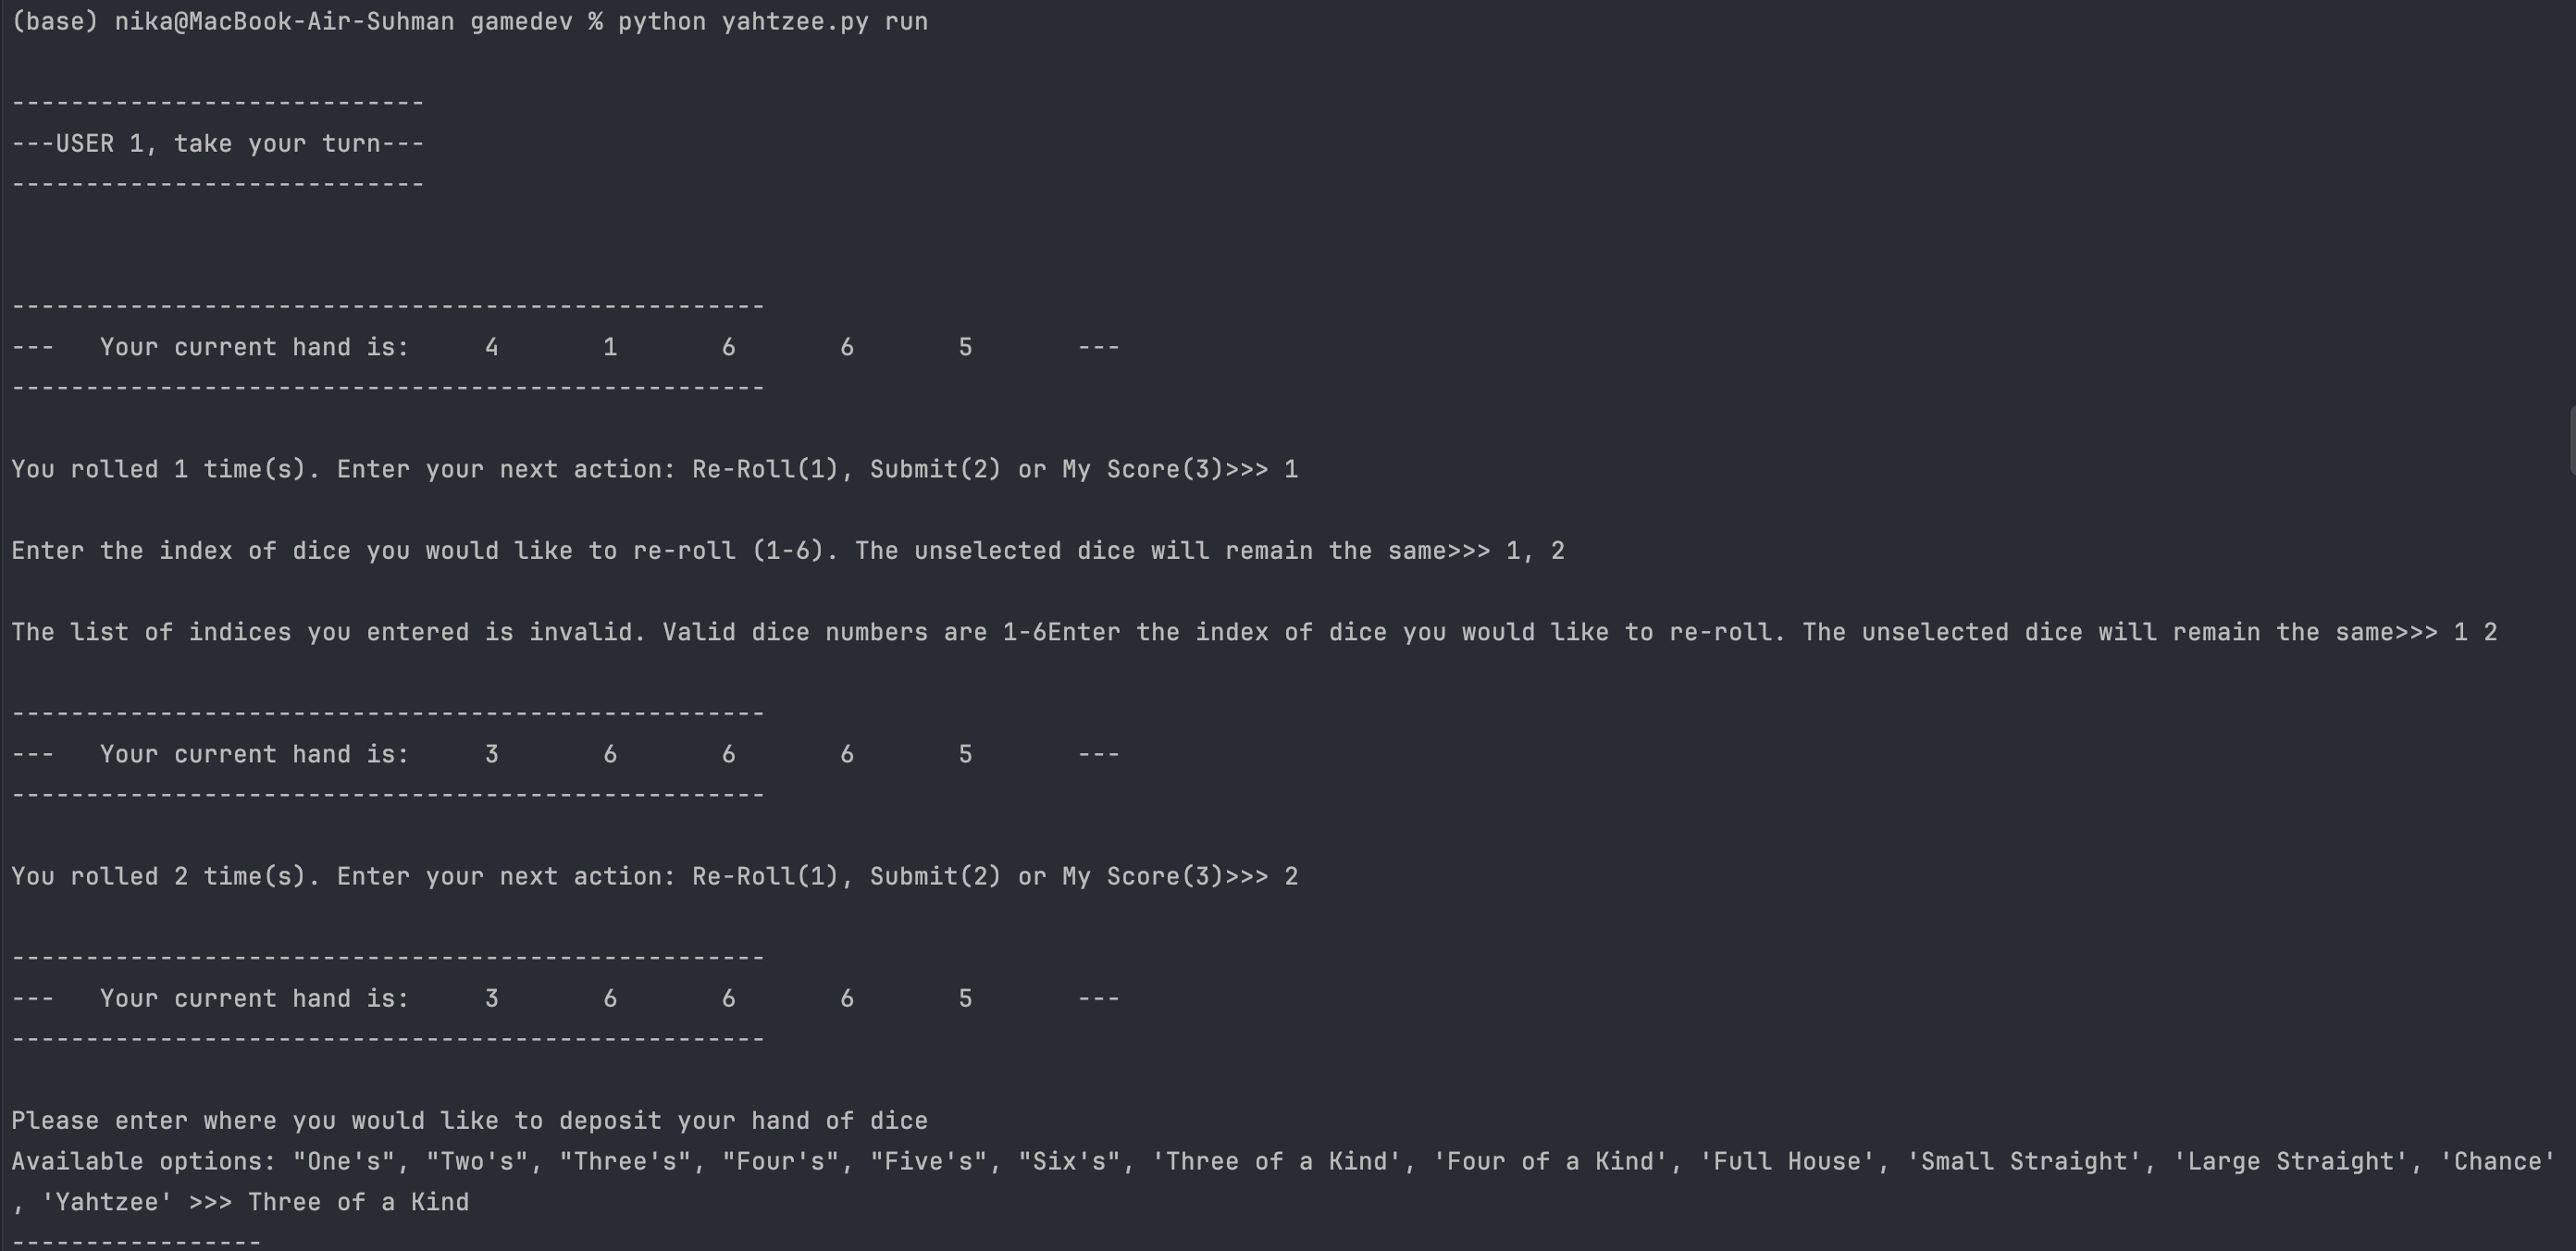 (base) nika@MacBook-Air-Suhman gamedev % python yahtzee.py run
----------------------------
---USER 1, take your turn---
----------------------------
---------------------------------------------------
---   Your current hand is:     4       1       6       6       5       ---
---------------------------------------------------
You rolled 1 time(s). Enter your next action: Re-Roll(1), Submit(2) or My Score(3)>>> 1
Enter the index of dice you would like to re-roll (1-6). The unselected dice will remain the same>>> 1, 2
The list of indices you entered is invalid. Valid dice numbers are 1-6Enter the index of dice you would like to re-roll. The unselected dice will remain the same>>> 1 2
---------------------------------------------------
---   Your current hand is:     3       6       6       6       5       ---
---------------------------------------------------
You rolled 2 time(s). Enter your next action: Re-Roll(1), Submit(2) or My Score(3)>>> 2
---------------------------------------------------
---   Your current hand is:     3       6       6       6       5       ---
---------------------------------------------------
Please enter where you would like to deposit your hand of dice
Available options: "One's", "Two's", "Three's", "Four's", "Five's", "Six's", 'Three of a Kind', 'Four of a Kind', 'Full House', 'Small Straight', 'Large Straight', 'Chance'
, 'Yahtzee' >>> Three of a Kind
-----------------